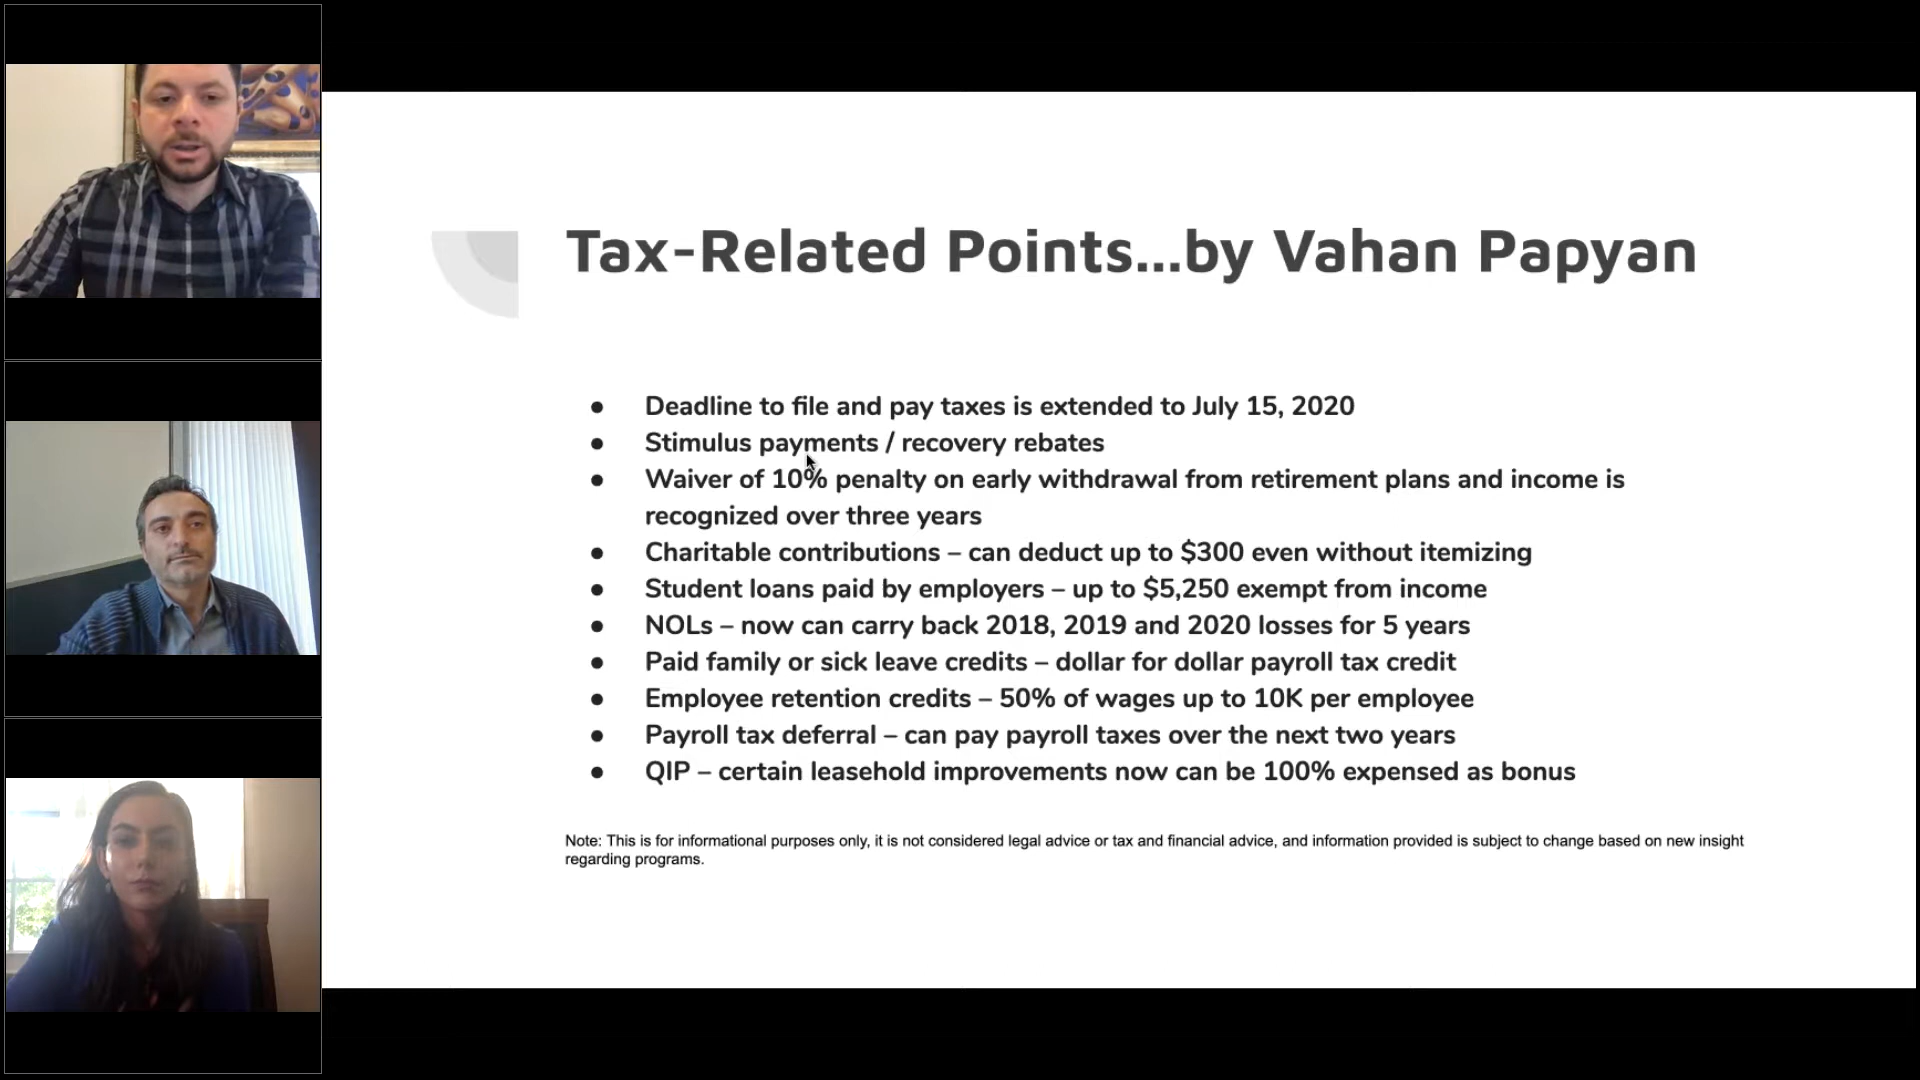 Tax-Related Points...by Vahan Papyan
● Deadline to file and pay taxes is extended to July 15, 2020
● Stimulus payments / recovery rebates
● Waiver of 10% penalty on early withdrawal from retirement plans and income is
recognized over three years
● Charitable contributions – can deduct up to $300 even without itemizing
● Student loans paid by employers – up to $5,250 exempt from income
● NOLs – now can carry back 2018, 2019 and 2020 losses for 5 years
● Paid family or sick leave credits – dollar for dollar payroll tax credit
● Employee retention credits – 50% of wages up to 10K per employee
● Payroll tax deferral – can pay payroll taxes over the next two years
● QIP – certain leasehold improvements now can be 100% expensed as bonus
Note: This is for informational purposes only, it is not considered legal advice or tax and financial advice, and information provided is subject to change based on new insight
regarding programs.